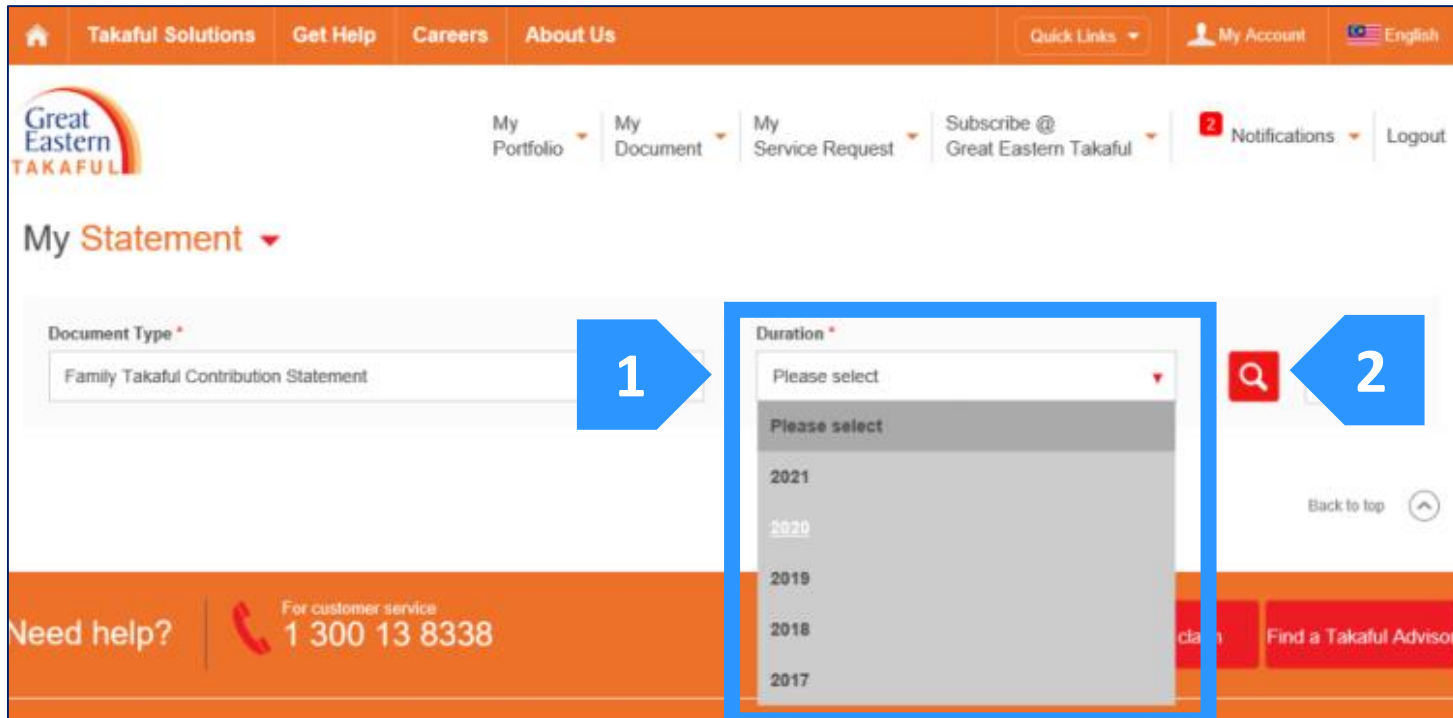 Takaful Solutions Get Help Careers About Us Quick Links My Account English
Great
Eastern
TAKAFUL
My
Portfolio
My
Document
My
Service Request
Subscribe @
Great Eastern Takaful
2 Notifications
Logout
My Statement
Document Type *
Family Takaful Contribution Statement
1
Duration *
Please select
2
Please select
2021
2020
2019
2018
2017
Back to top
Need help?
For customer service
1 300 13 8338
Find a Takaful Advisor